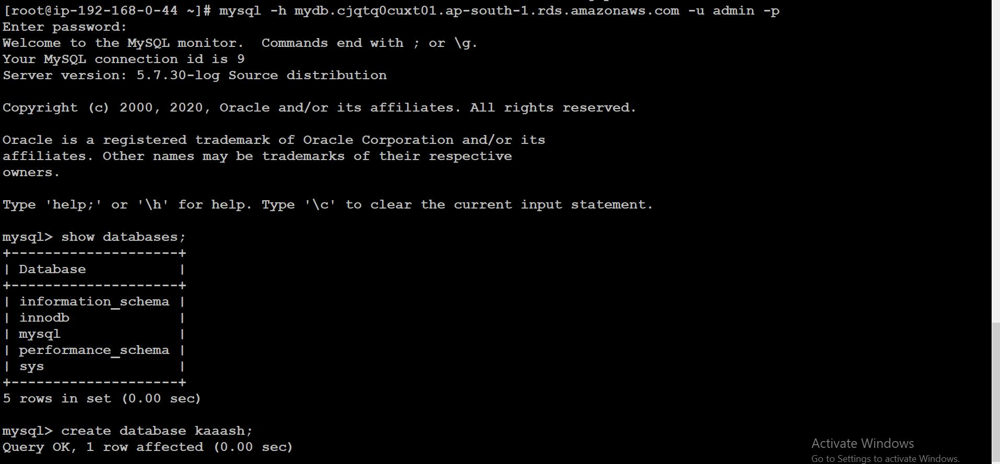 [root@ip-192-168-0-44 ~]# mysql -h mydb.cjqtq0cuxt01.ap-south-1.rds.amazonaws.com -u admin -p
Enter password:
Welcome to the MySQL monitor.  Commands end with ; or \g.
Your MySQL connection id is 9
Server version: 5.7.30-log Source distribution

Copyright (c) 2000, 2020, Oracle and/or its affiliates. All rights reserved.

Oracle is a registered trademark of Oracle Corporation and/or its
affiliates. Other names may be trademarks of their respective
owners.

Type 'help;' or '\h' for help. Type '\c' to clear the current input statement.

mysql> show databases;
+--------------------+
| Database           |
+--------------------+
| information_schema |
| innodb             |
| mysql              |
| performance_schema |
| sys                |
+--------------------+
5 rows in set (0.00 sec)

mysql> create database kaaash;
Query OK, 1 row affected (0.00 sec)
Activate Windows
Go to Settings to activate Windows.